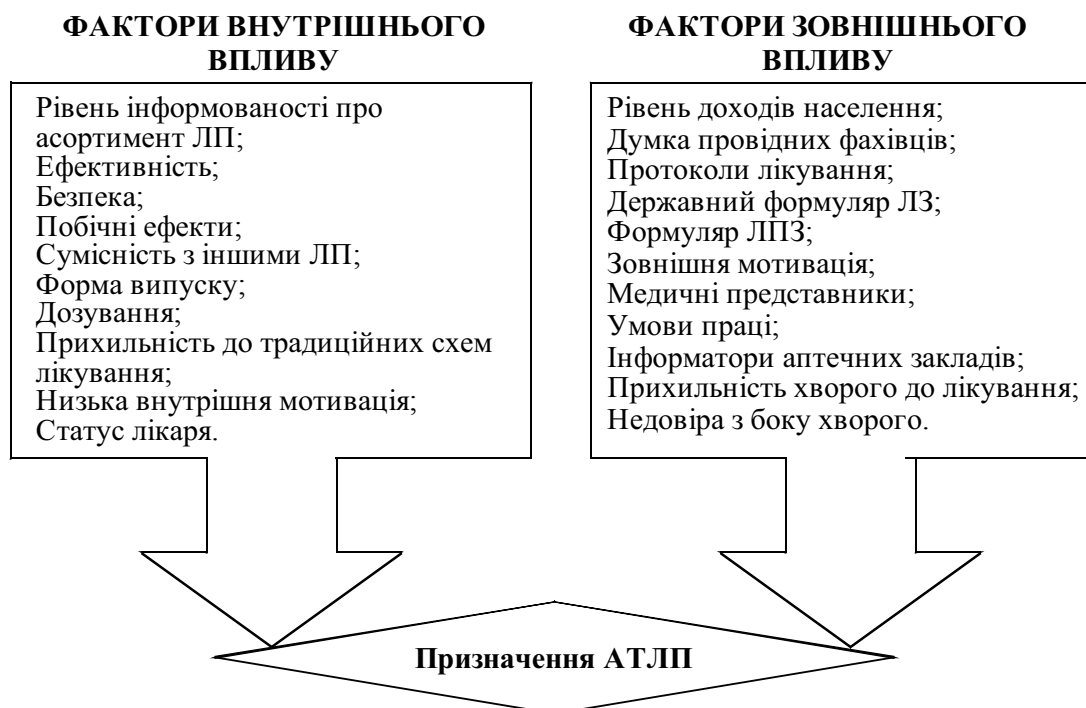 ФАКТОРИ ВНУТРІШНЬОГО
ВПЛИВУ
Рівень інформованості про
асортимент ЛП;
Ефективність;
Безпека;
Побічні ефекти;
Сумісність з іншими ЛП;
Форма випуску;
Дозування;
Прихильність до традиційних схем
лікування;
Низька внутрішня мотивація;
Статус лікаря.
ФАКТОРИ ЗОВНІШНЬОГО
ВПЛИВУ
Рівень доходів населення;
Думка провідних фахівців;
Протоколи лікування;
Державний формуляр ЛЗ;
Формуляр ЛПЗ;
Зовнішня мотивація;
Медичні представники;
Умови праці;
Інформатори аптечних закладів;
Прихильність хворого до лікування;
Недовіра з боку хворого.
Призначення АТЛП